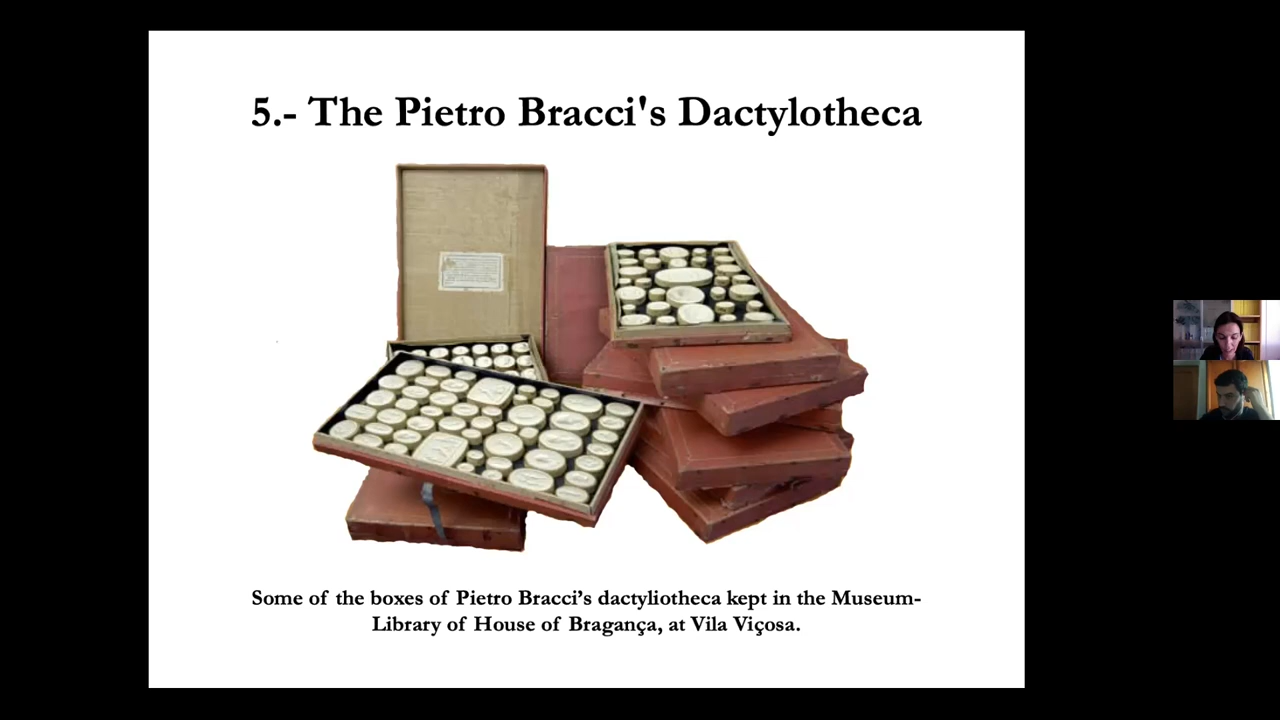 5.- The Pietro Bracci's Dactylotheca
Some of the boxes of Pietro Bracci’s dactyliotheca kept in the Museum-
Library of House of Bragança, at Vila Viçosa.